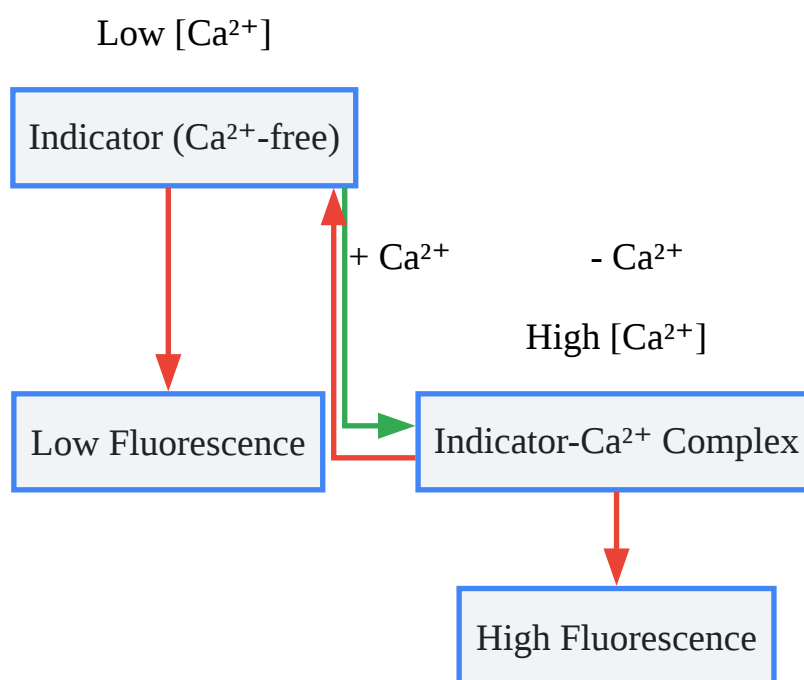 Low [Ca²⁺]
Indicator (Ca²⁺-free)
+ Ca²⁺
- Ca²⁺
High [Ca²⁺]
Low Fluorescence
Indicator-Ca²⁺ Complex
High Fluorescence